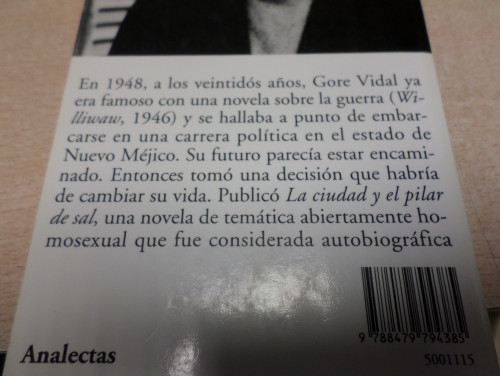 En 1948, a los veintidós años, Gore Vidal ya
era famoso con una novela sobre la guerra (Wi-
lliwaw, 1946) y se hallaba a punto de embar-
carse en una carrera política en el estado de
Nuevo Méjico. Su futuro parecía estar encami-
nado. Entonces tomó una decisión que habría
de cambiar su vida. Publicó La ciudad y el pilar
de sal, una novela de temática abiertamente ho-
mosexual que fue considerada autobiográfica
9 788479 794385
Analectas
5001115